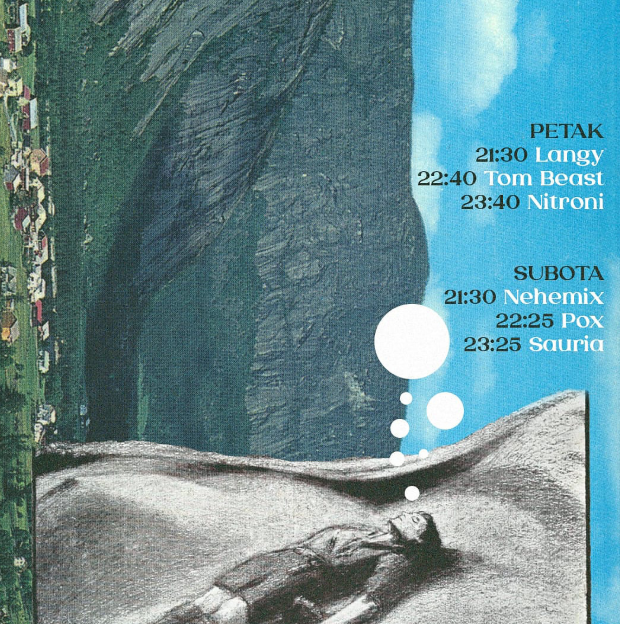 PETAK
21:30 Langy
22:40 Tom Beast
23:40 Nitroni
SUBOTA
21:30 Nehemix
22:25 Pox
23:25 Sauria